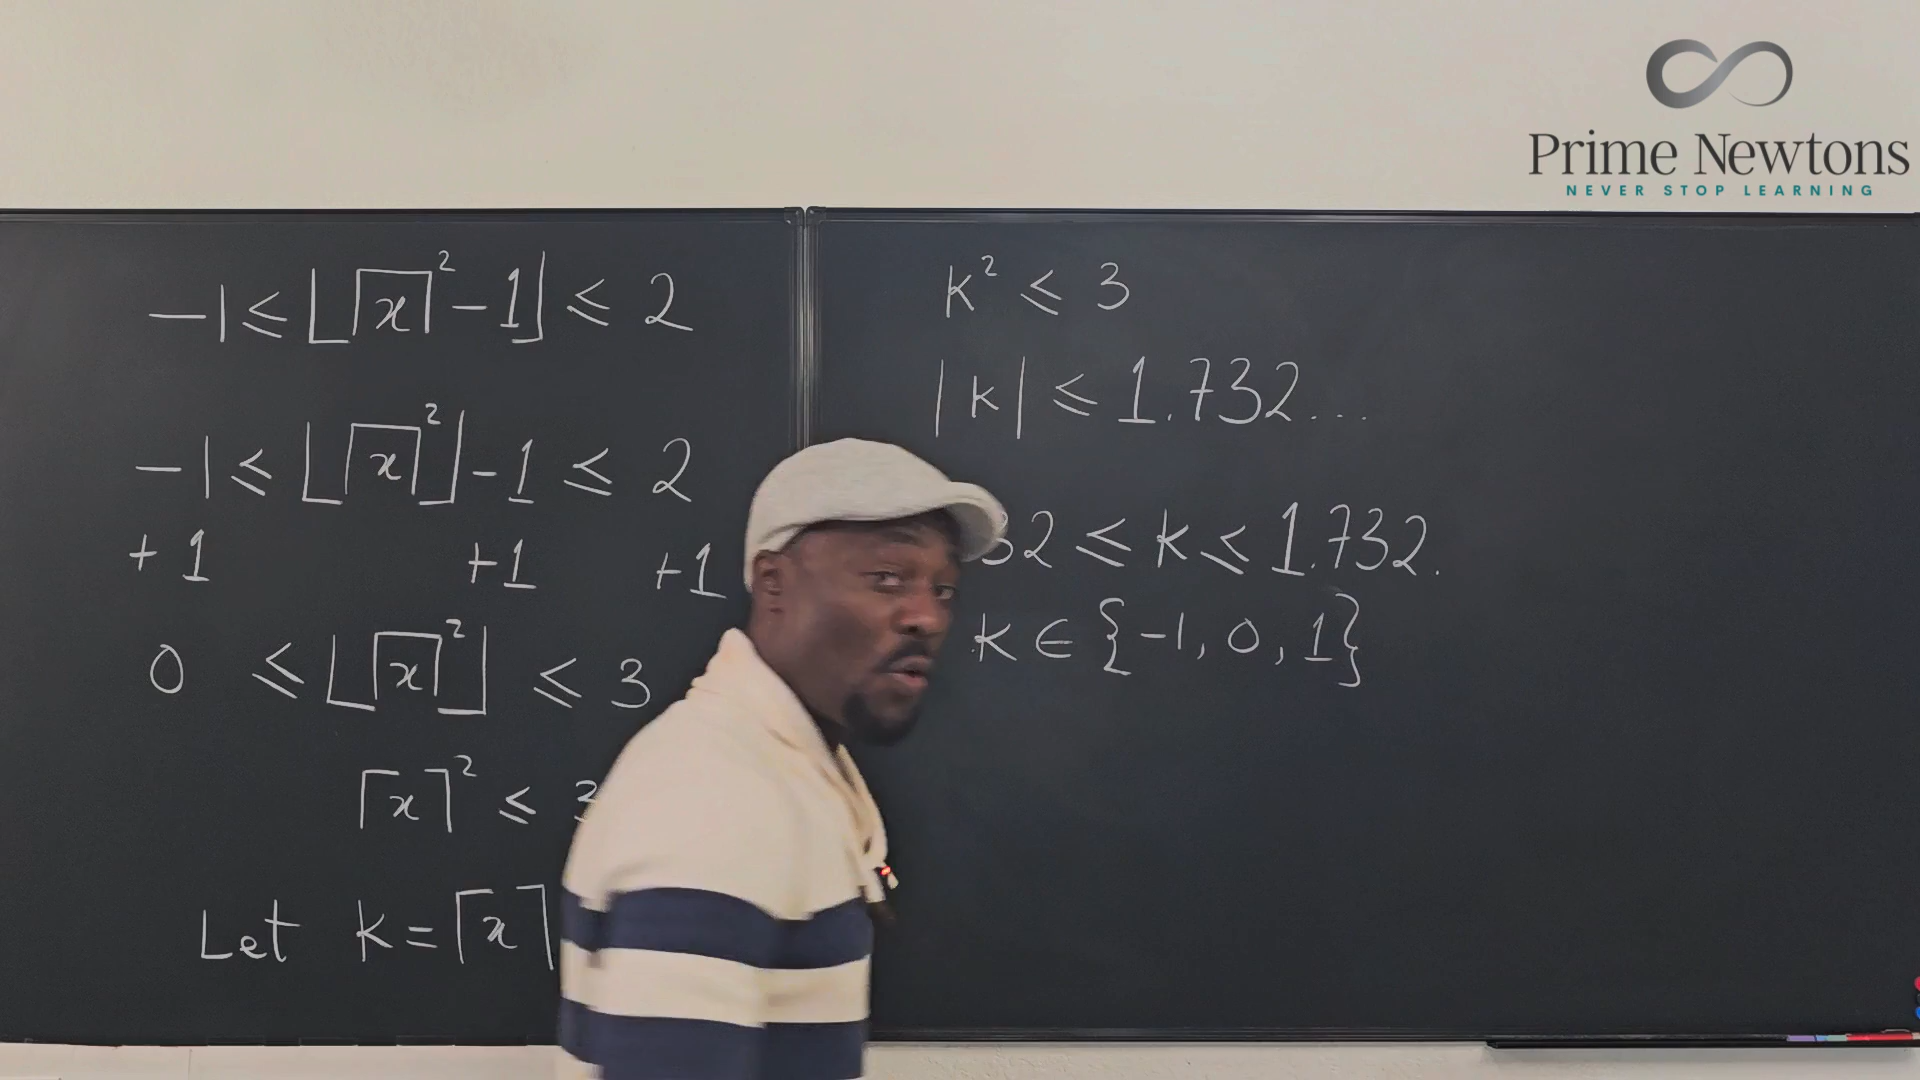 Prime Newtons
NEVER STOP LEARNING
-1 ≤ ⌊⌈x⌉² - 1⌋ ≤ 2
-1 ≤ ⌊⌈x⌉²⌋ - 1 ≤ 2
+1 +1 +1
0 ≤ ⌊⌈x⌉²⌋ ≤ 3
⌈x⌉² ≤ 3
Let k = ⌈x⌉
k² ≤ 3
|k| ≤ 1.732...
32 ≤ k ≤ 1.732.
k ∈ {-1, 0, 1}